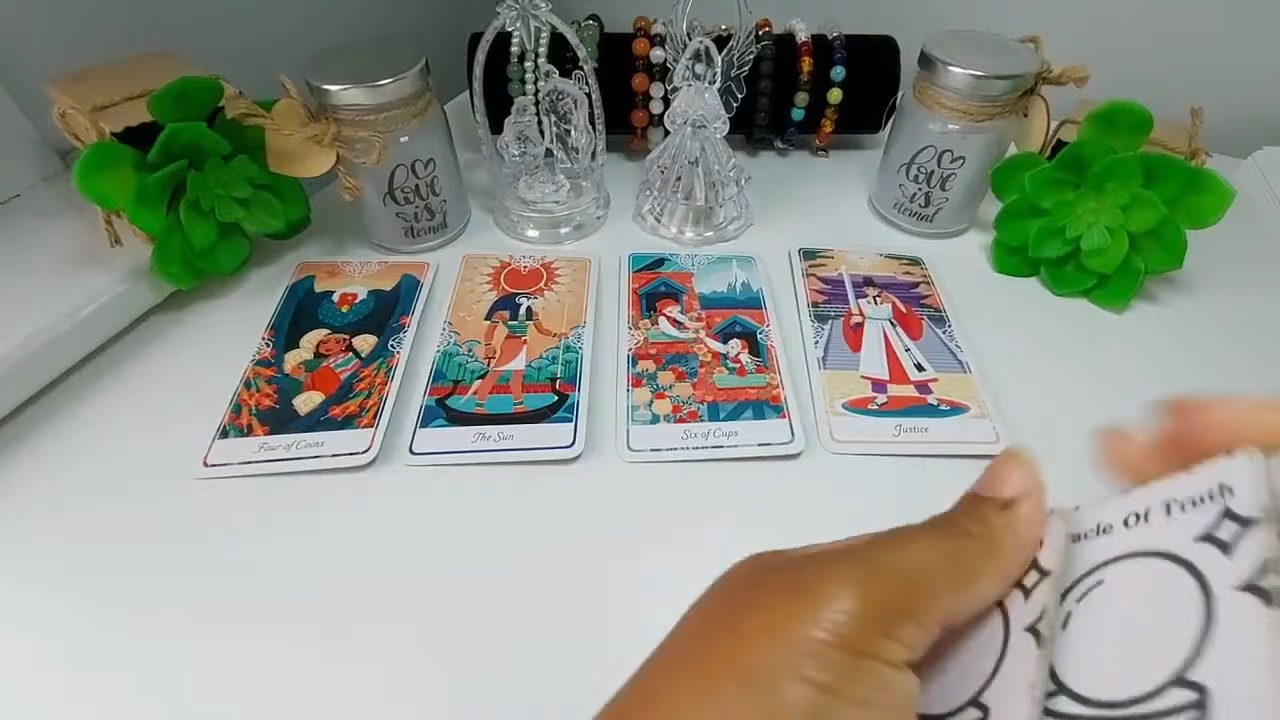 love
is
eternal
love
is
eternal
Four of Coins
The Sun
Six of Cups
Justice
acle Of Truth